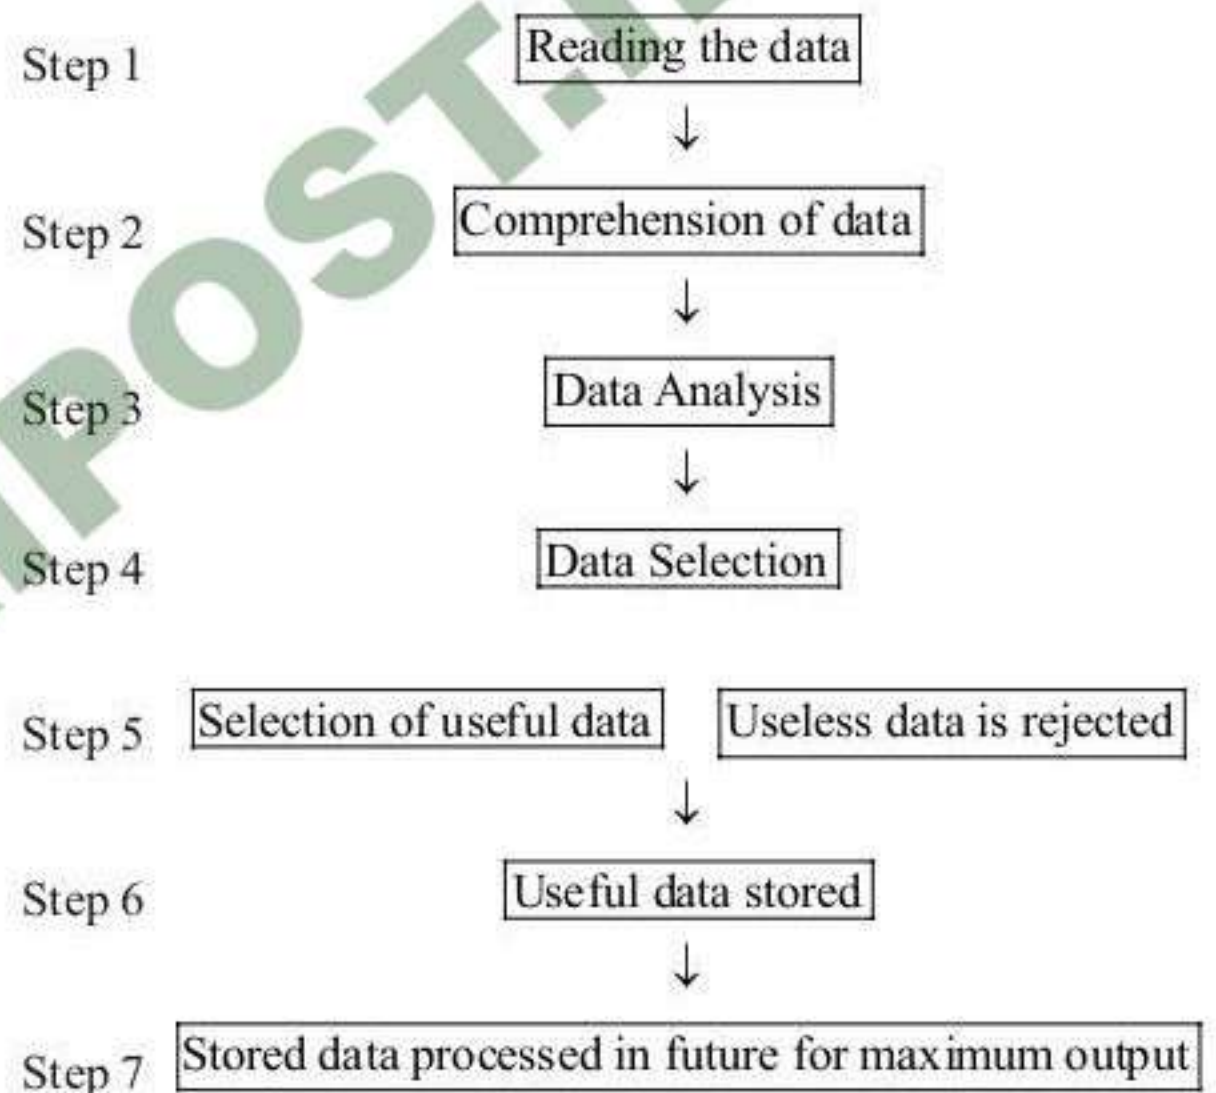 Step 1 Reading the data
↓
Step 2 Comprehension of data
↓
Step 3 Data Analysis
↓
Step 4 Data Selection
Step 5 Selection of useful data Useless data is rejected
↓
Step 6 Useful data stored
↓
Step 7 Stored data processed in future for maximum output